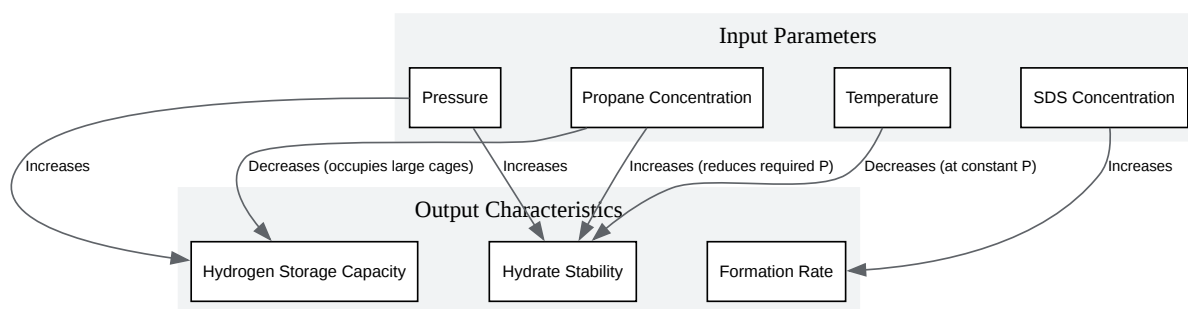 Input Parameters
Pressure
Propane Concentration
Temperature
SDS Concentration
Increases
Decreases (occupies large cages)
Increases
Increases (reduces required P)
Decreases (at constant P)
Increases
Output Characteristics
Hydrogen Storage Capacity
Hydrate Stability
Formation Rate